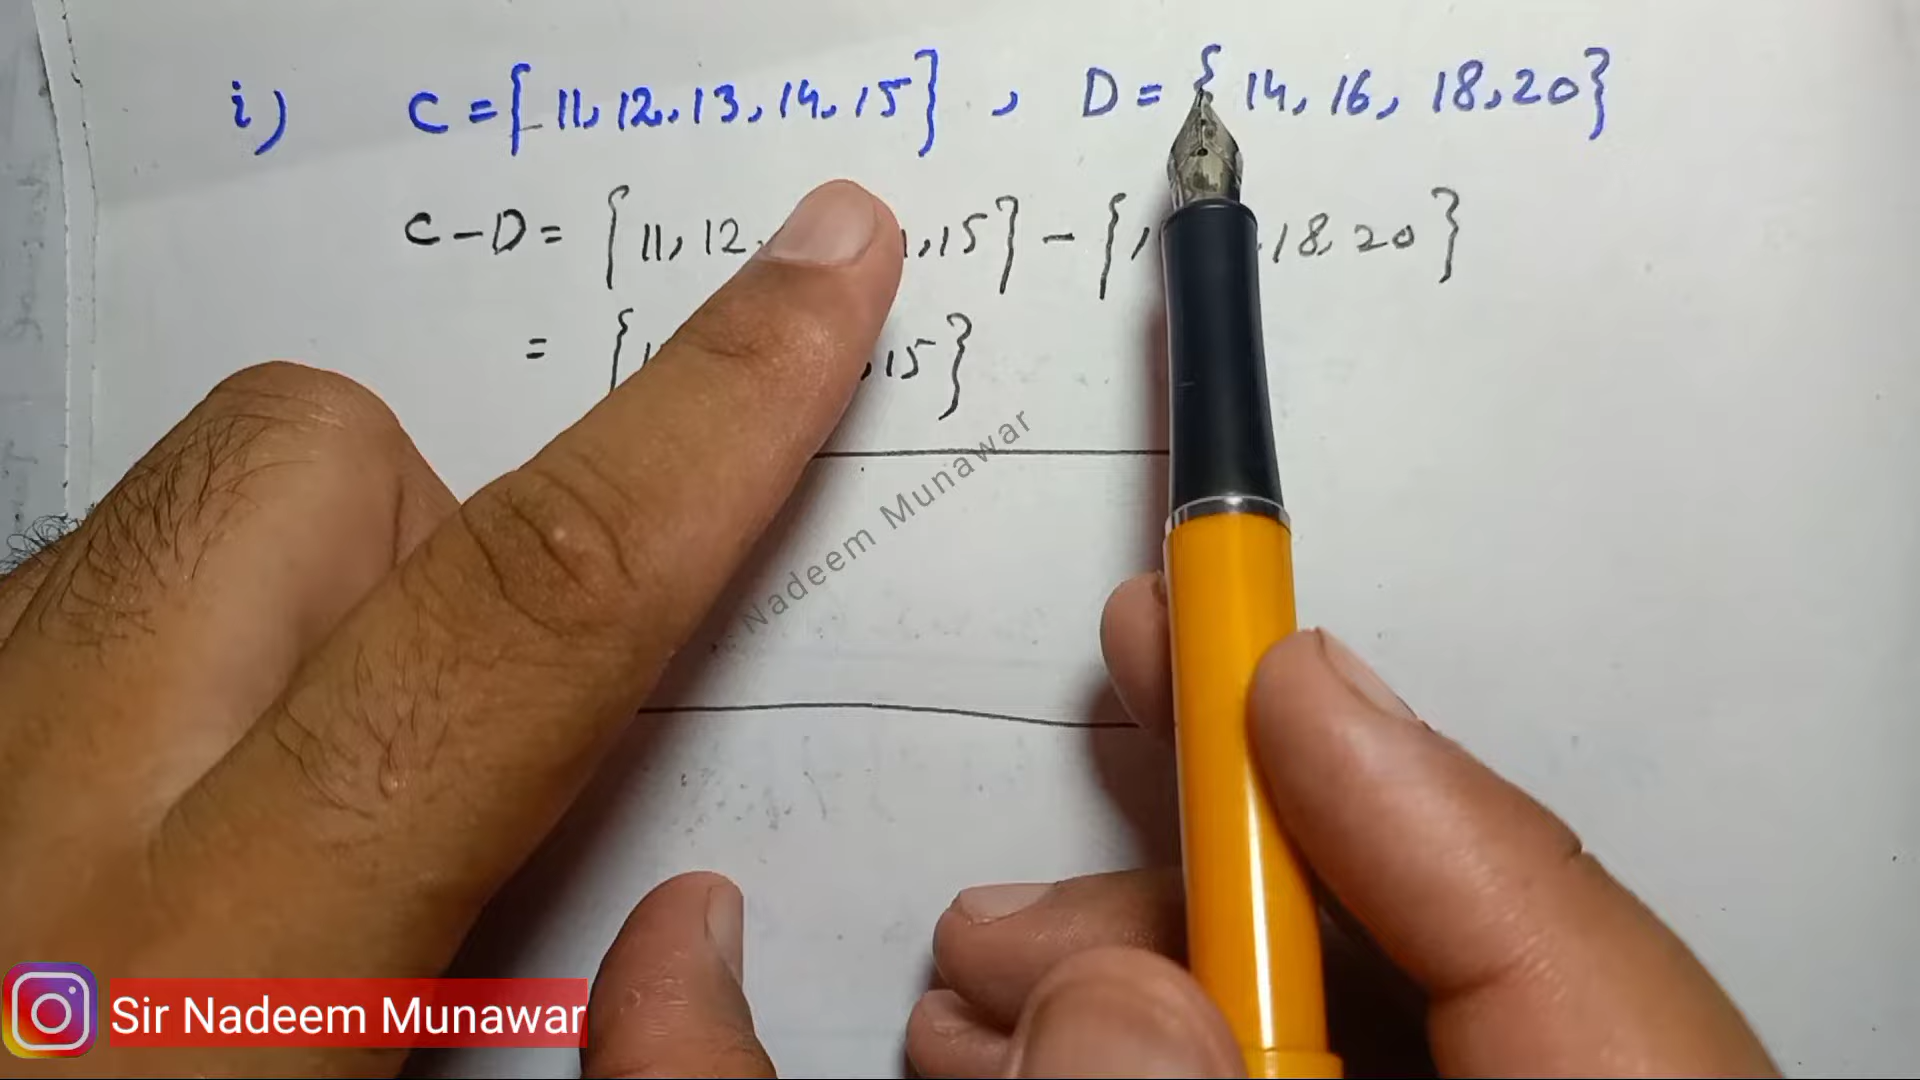 i) C = { 11, 12, 13, 14, 15 } , D = { 14, 16, 18, 20 }
C - D = { 11, 12, , 15 } - { , 18, 20 }
= { , 15 }
Nadeem Munawar
Sir Nadeem Munawar